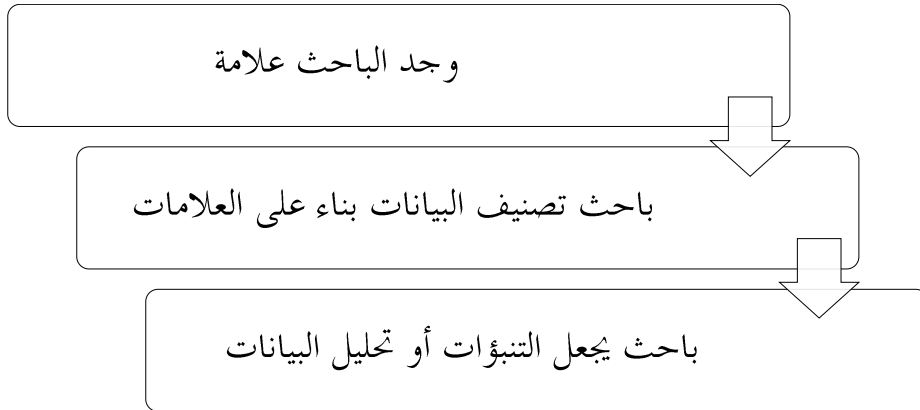 وجد الباحث علامة
باحث تصنيف البيانات بناء على العلامات
باحث يجعل التنبؤات أو تحليل البيانات